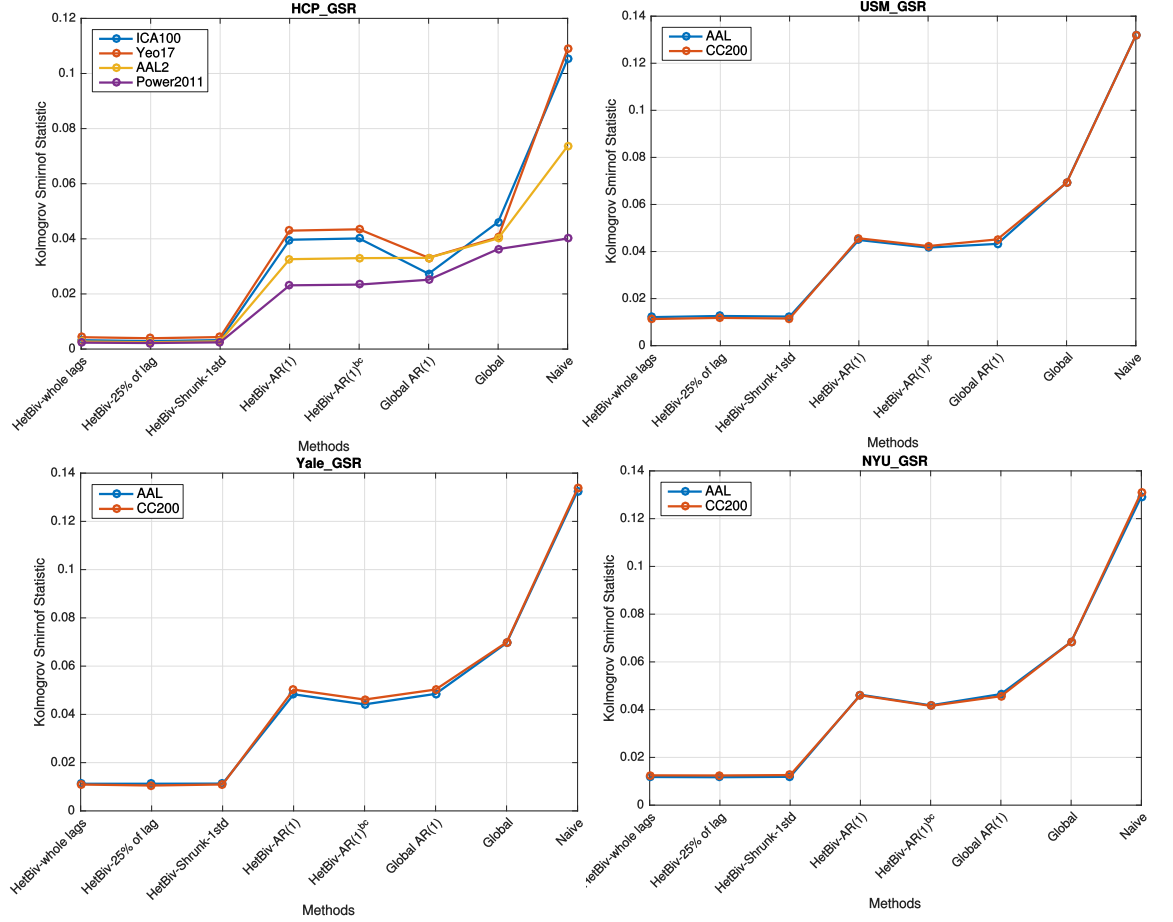 HCP_GSR
0.12
0.1
0.08
0.06
0.04
0.02
0
Kolmogrov Smirnof Statistic
ICA100
Yeo17
AAL2
Power2011
HetBiv-whole lags
HetBiv-25% of lag
HetBiv-Shrunk-1std
HetBiv-AR(1)
HetBiv-AR(1)bc
Global AR(1)
Global
Naive
Methods
USM_GSR
0.14
0.12
0.1
0.08
0.06
0.04
0.02
0
Kolmogrov Smirnof Statistic
AAL
CC200
HetBiv-whole lags
HetBiv-25% of lag
HetBiv-Shrunk-1std
HetBiv-AR(1)
HetBiv-AR(1)bc
Global AR(1)
Global
Naive
Methods
Yale_GSR
0.14
0.12
0.1
0.08
0.06
0.04
0.02
0
Kolmogrov Smirnof Statistic
AAL
CC200
HetBiv-whole lags
HetBiv-25% of lag
HetBiv-Shrunk-1std
HetBiv-AR(1)
HetBiv-AR(1)bc
Global AR(1)
Global
Naive
Methods
NYU_GSR
0.14
0.12
0.1
0.08
0.06
0.04
0.02
0
Kolmogrov Smirnof Statistic
AAL
CC200
HetBiv-whole lags
HetBiv-25% of lag
HetBiv-Shrunk-1std
HetBiv-AR(1)
HetBiv-AR(1)bc
Global AR(1)
Global
Naive
Methods